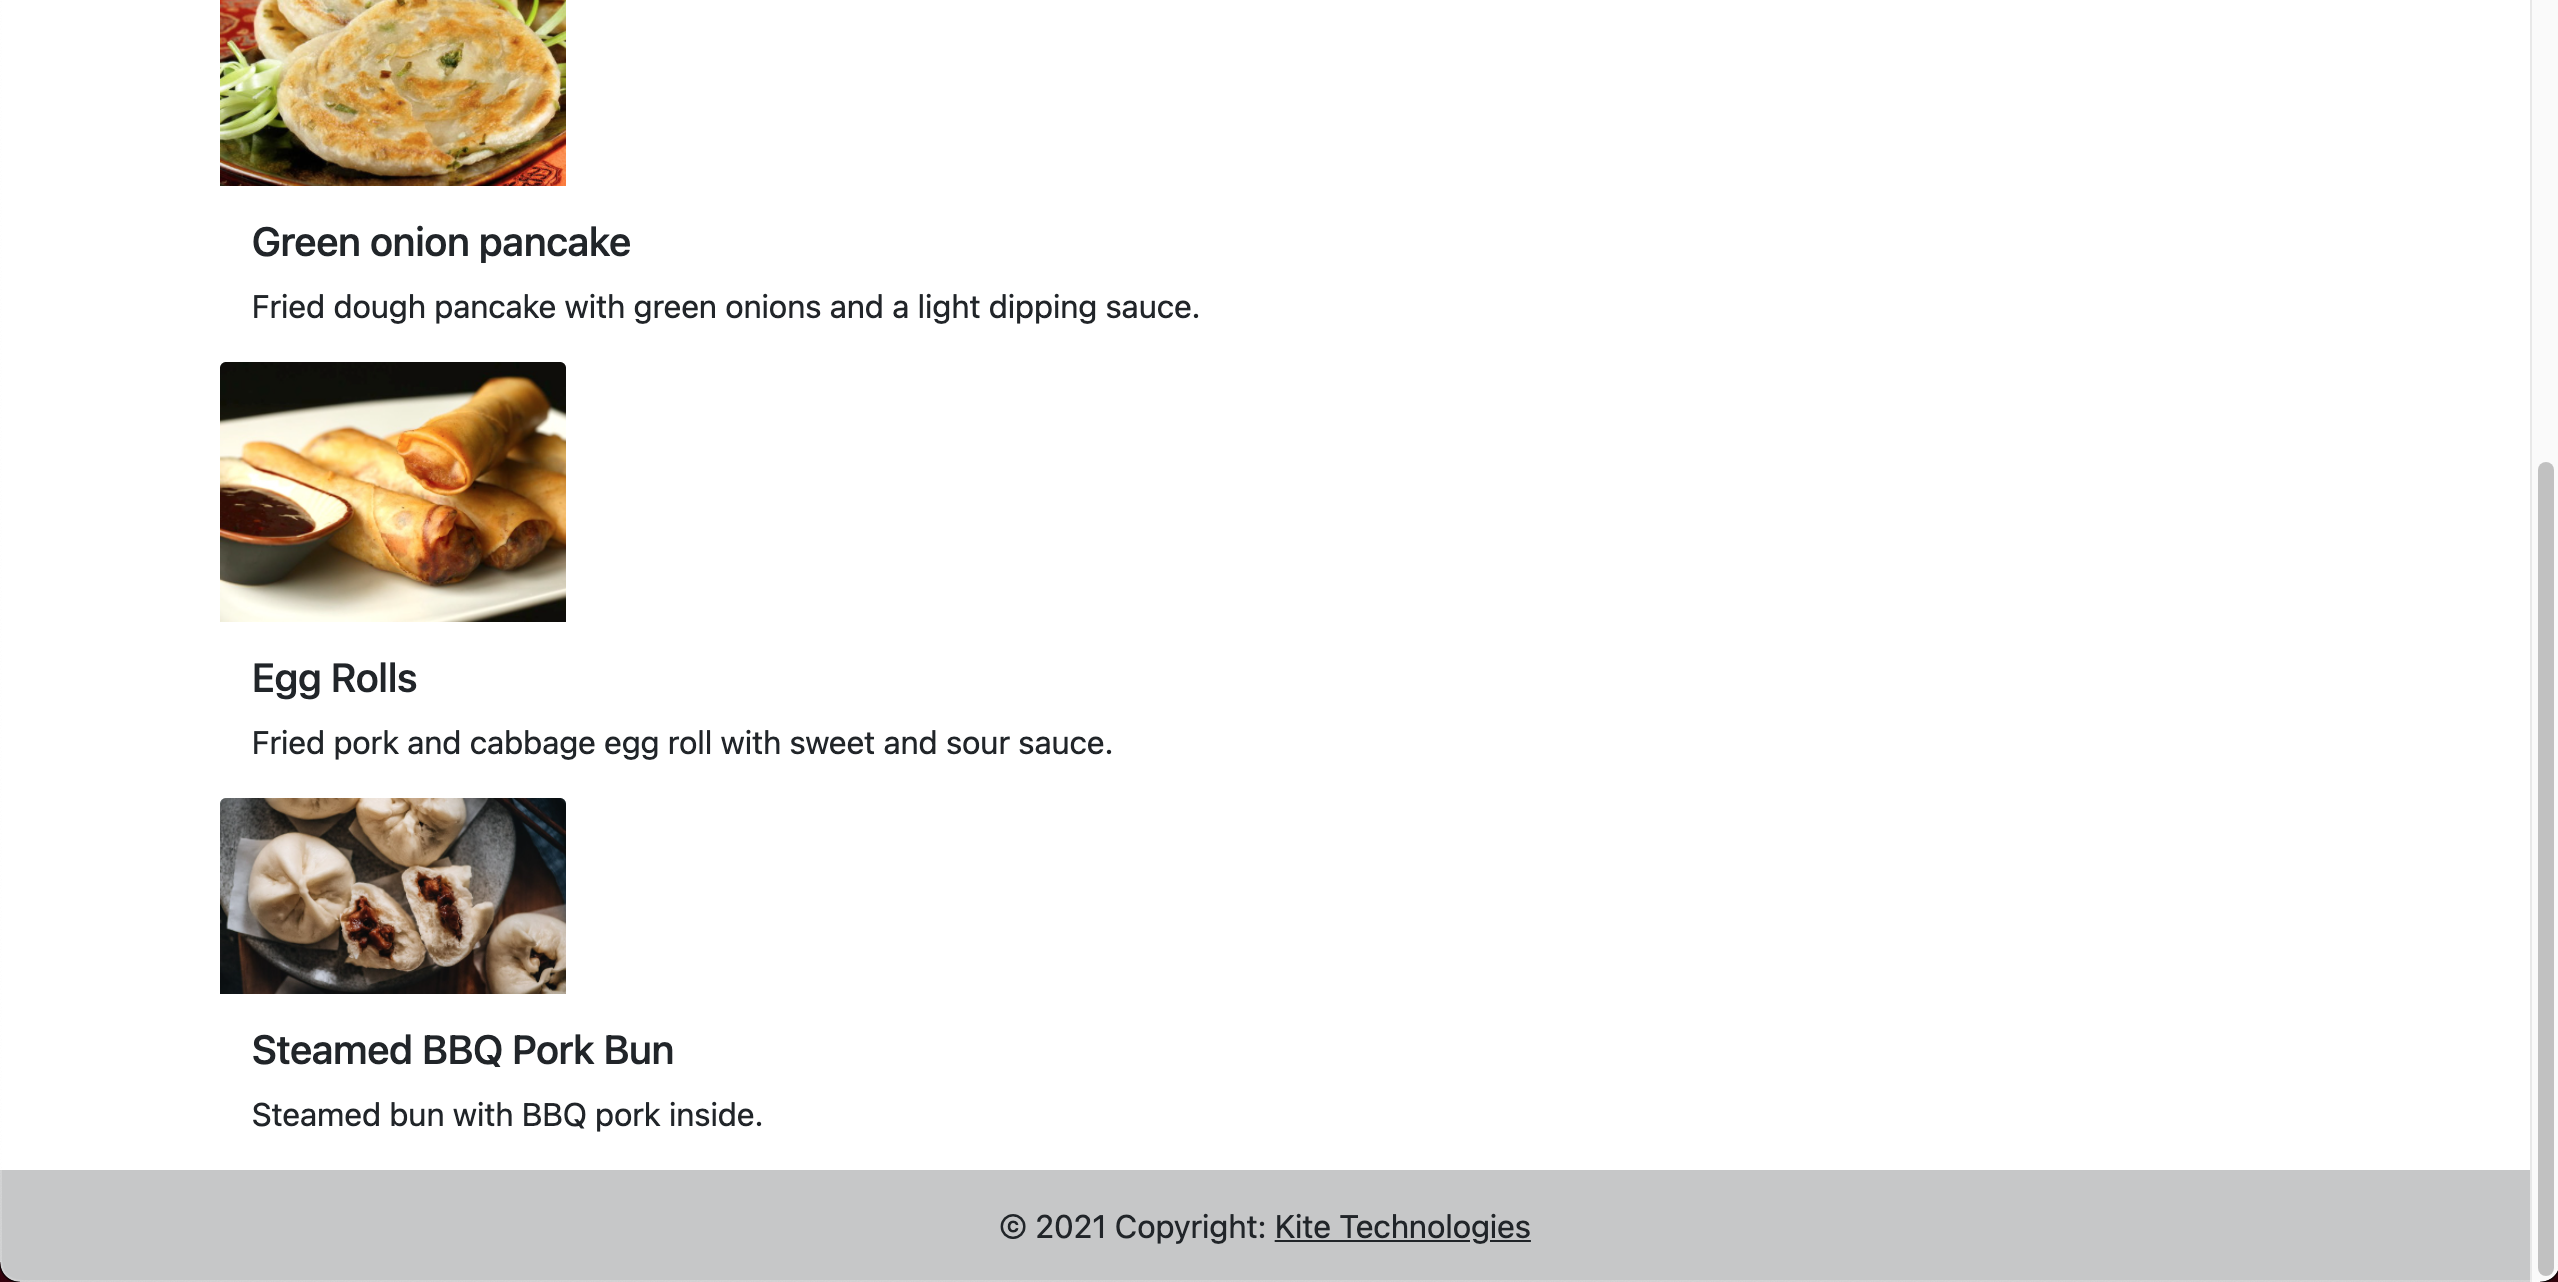 Green onion pancake
Fried dough pancake with green onions and a light dipping sauce.
Egg Rolls
Fried pork and cabbage egg roll with sweet and sour sauce.
Steamed BBQ Pork Bun
Steamed bun with BBQ pork inside.
© 2021 Copyright: Kite Technologies